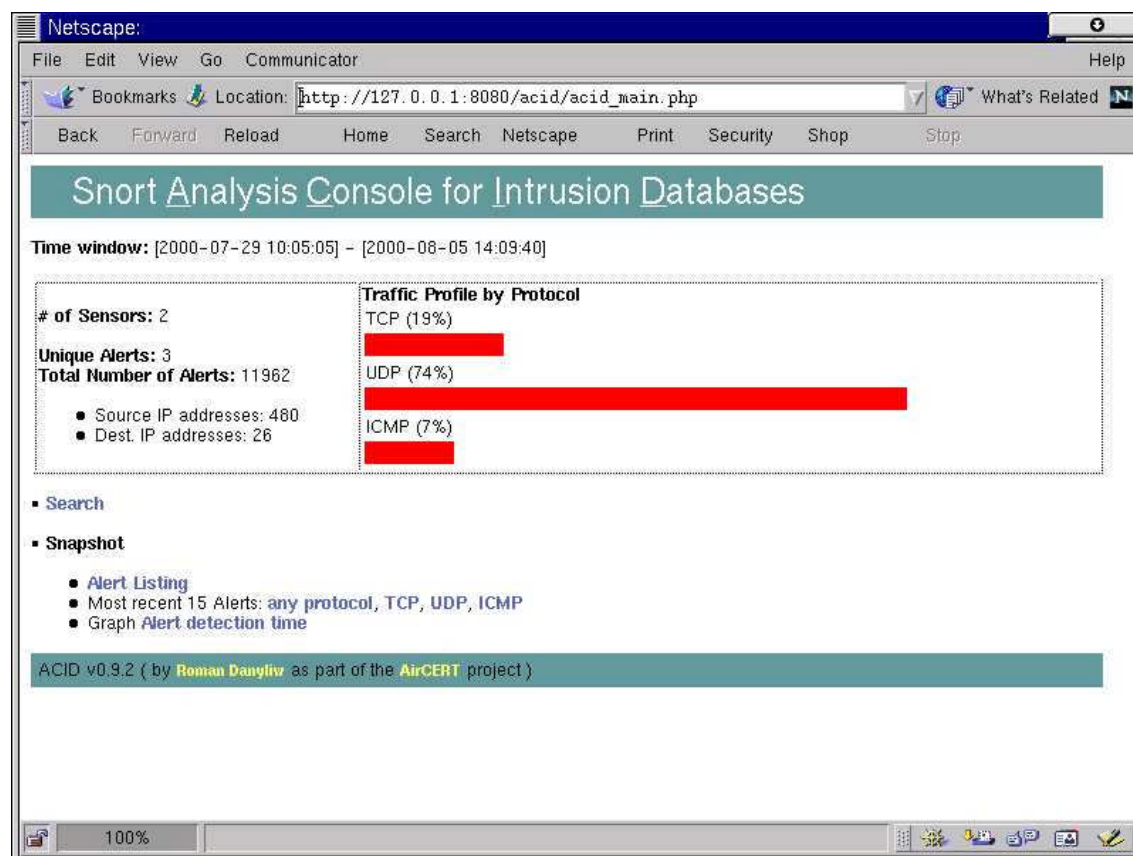 Netscape:
File Edit View Go Communicator Help
Bookmarks Location: http://127.0.0.1:8080/acid/acid_main.php What's Related N
Back Forward Reload Home Search Netscape Print Security Shop Stop
Snort Analysis Console for Intrusion Databases
Time window: [2000-07-29 10:05:05] - [2000-08-05 14:09:40]
# of Sensors: 2
Unique Alerts: 3
Total Number of Alerts: 11962
• Source IP addresses: 480
• Dest. IP addresses: 26
Traffic Profile by Protocol
TCP (19%)
UDP (74%)
ICMP (7%)
▪ Search
▪ Snapshot
• Alert Listing
• Most recent 15 Alerts: any protocol, TCP, UDP, ICMP
• Graph Alert detection time
ACID v0.9.2 ( by Roman Danyliw as part of the AirCERT project )
100%